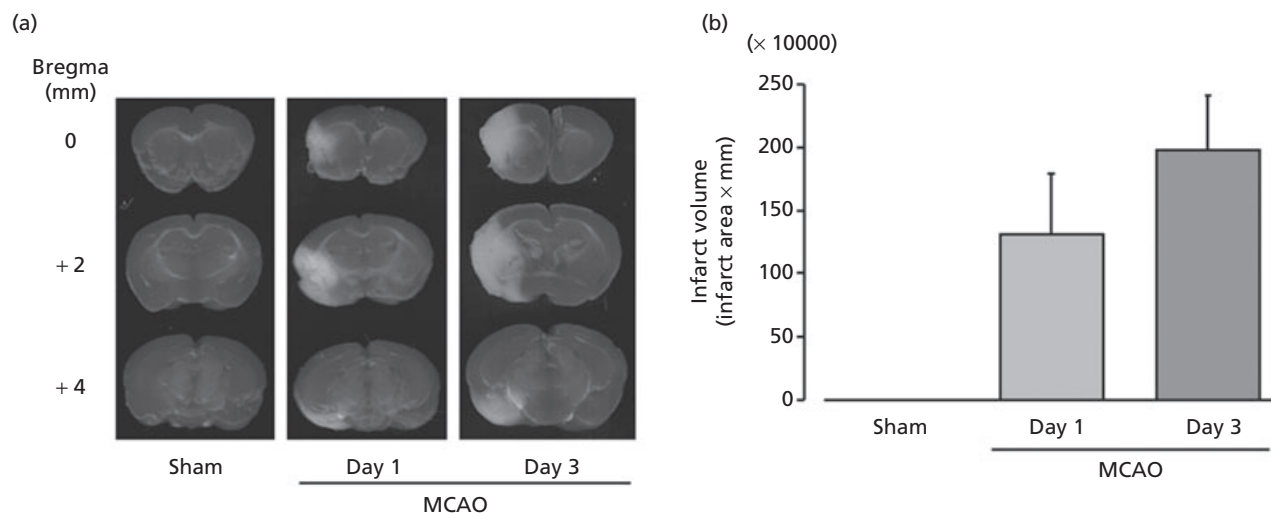 (a)
Bregma
(mm)
0
+ 2
+ 4
Sham
Day 1
Day 3
MCAO
(b)
(× 10000)
Infarct volume
(infarct area × mm)
250
200
150
100
50
0
Sham
Day 1
Day 3
MCAO